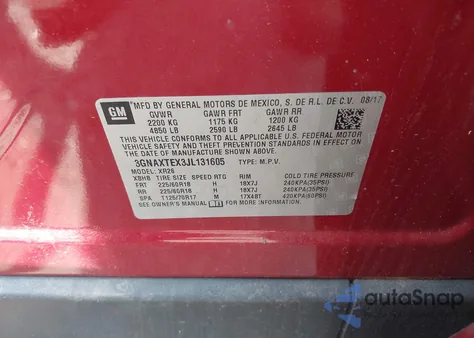 GM MFD BY GENERAL MOTORS DE MEXICO, S. DE R.L. DE C.V. 08/17
GVWR GAWR FRT GAWR RR
2200 KG 1175 KG 1200 KG
4850 LB 2590 LB 2645 LB
THIS VEHICLE CONFORMS TO ALL APPLICABLE U.S. FEDERAL MOTOR
VEHICLE SAFETY AND THEFT PREVENTION STANDARDS IN EFFECT ON
THE DATE OF MANUFACTURE SHOWN ABOVE.
3GNAXTEX3JL131605 TYPE: M.P.V.
MODEL: XR26
XBHB TIRE SIZE SPEED RTG RIM COLD TIRE PRESSURE
FRT 225/60R18 H 18X7J 240KPA(35PSI)
RR 225/60R18 H 18X7J 240KPA(35PSI)
SPA T125/70R17 M 17X4BT 420KPA(60PSI)
SEE OWNER'S MANUAL FOR ADDITIONAL INFORMATION.
autoSnap